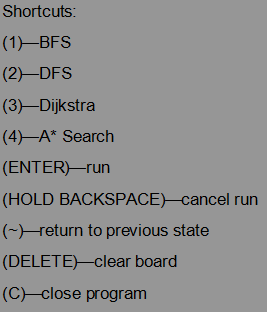 Shortcuts:
(1)—BFS
(2)—DFS
(3)—Dijkstra
(4)—A* Search
(ENTER)—run
(HOLD BACKSPACE)—cancel run
(~)—return to previous state
(DELETE)—clear board
(C)—close program